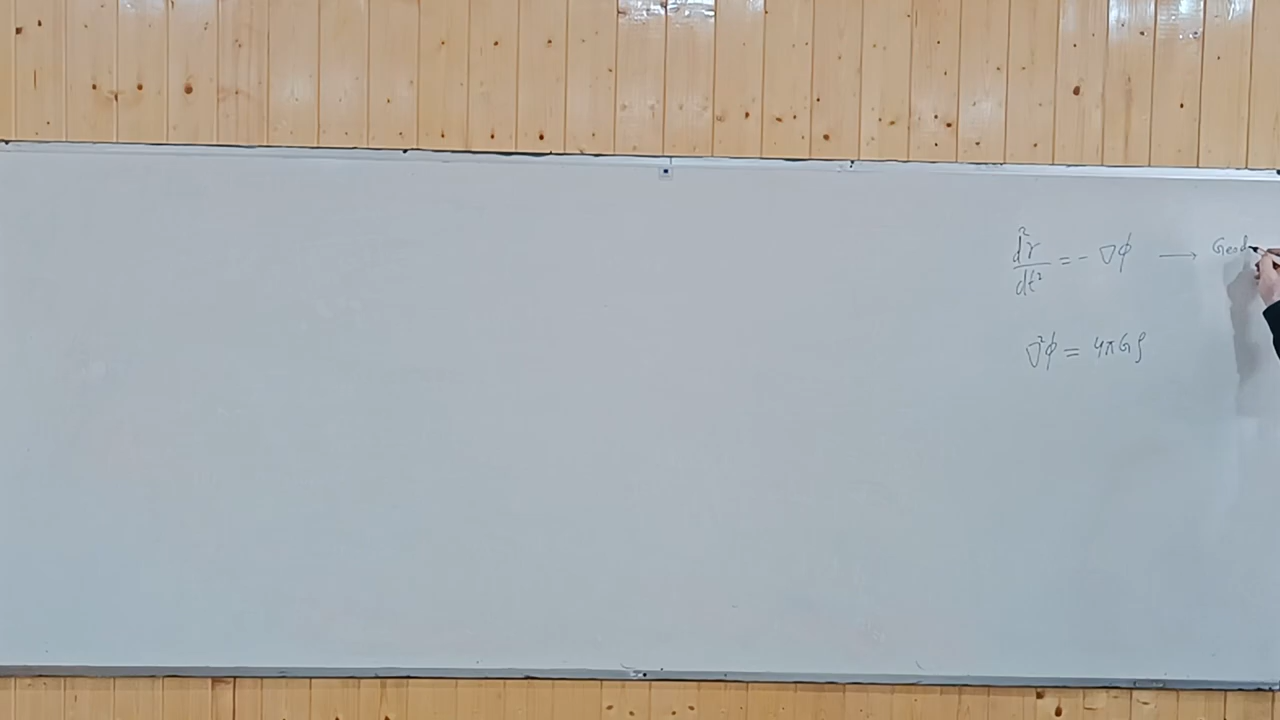 d²r/dt² = - ∇ϕ → Geod
∇²ϕ = 4πGρ